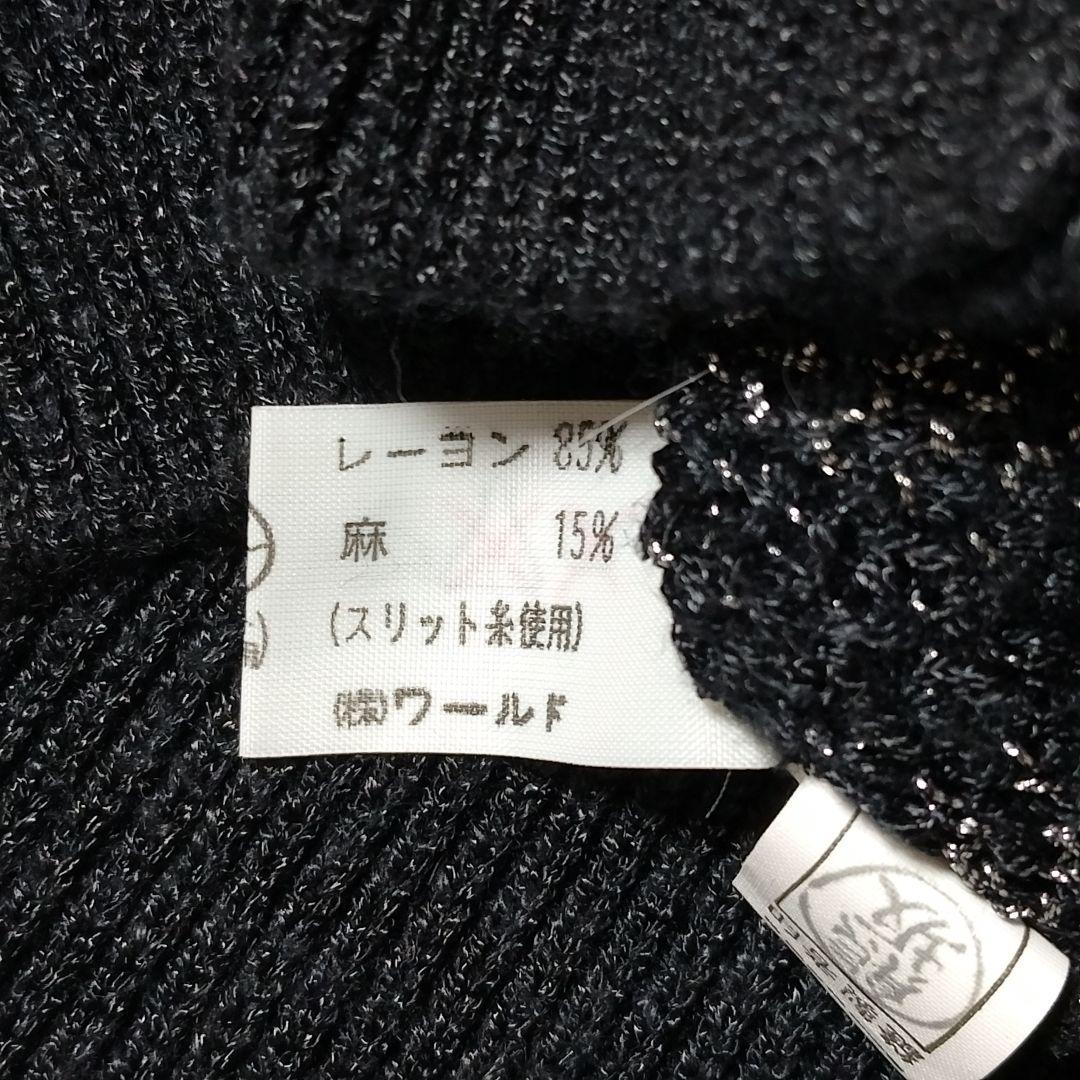 レーヨン 85%
麻 15%
(スリット糸使用)
(株)ワールド